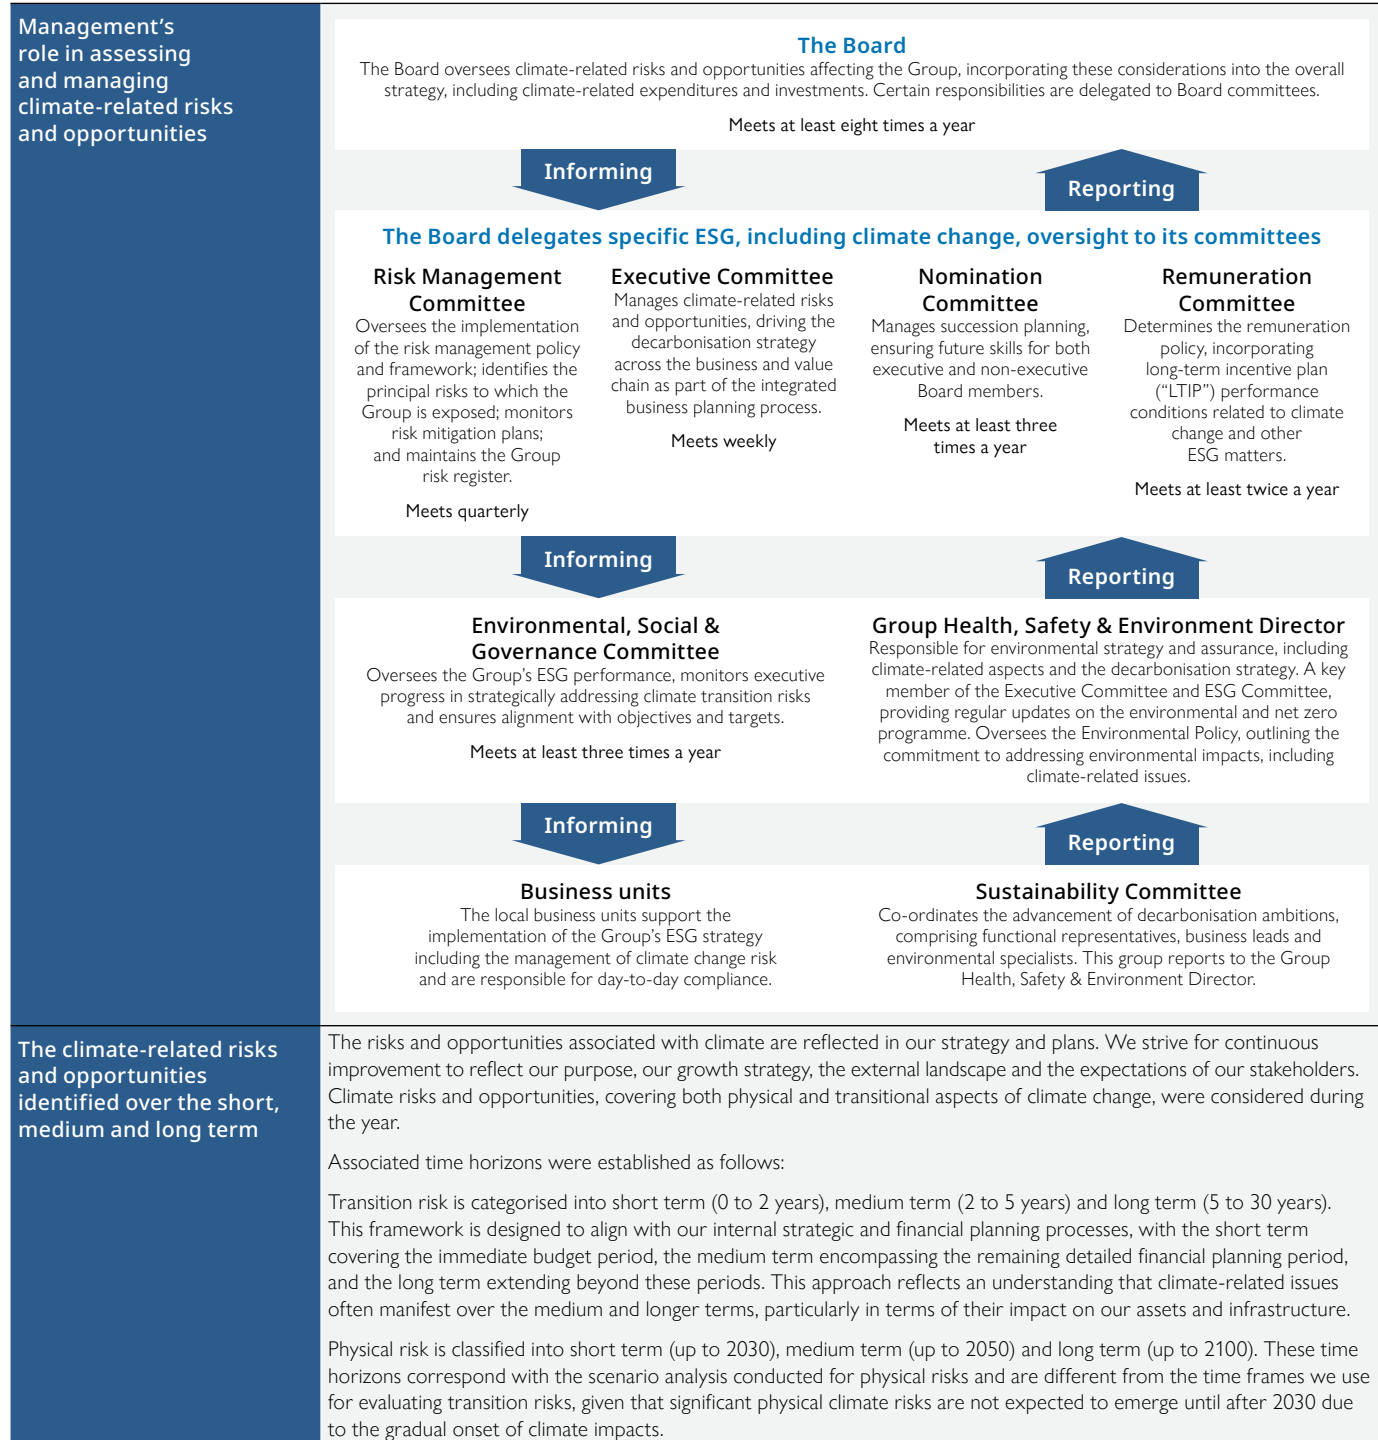 Management’s
role in assessing
and managing
climate-related risks
and opportunities
The Board
The Board oversees climate-related risks and opportunities affecting the Group, incorporating these considerations into the overall
strategy, including climate-related expenditures and investments. Certain responsibilities are delegated to Board committees.
Meets at least eight times a year
Informing
Reporting
The Board delegates specific ESG, including climate change, oversight to its committees
Risk Management
Committee
Oversees the implementation
of the risk management policy
and framework; identifies the
principal risks to which the
Group is exposed; monitors
risk mitigation plans;
and maintains the Group
risk register.
Meets quarterly
Executive Committee
Manages climate-related risks
and opportunities, driving the
decarbonisation strategy
across the business and value
chain as part of the integrated
business planning process.
Meets weekly
Nomination
Committee
Manages succession planning,
ensuring future skills for both
executive and non-executive
Board members.
Meets at least three
times a year
Remuneration
Committee
Determines the remuneration
policy, incorporating
long-term incentive plan
(“LTIP”) performance
conditions related to climate
change and other
ESG matters.
Meets at least twice a year
Informing
Reporting
Environmental, Social &
Governance Committee
Oversees the Group’s ESG performance, monitors executive
progress in strategically addressing climate transition risks
and ensures alignment with objectives and targets.
Meets at least three times a year
Group Health, Safety & Environment Director
Responsible for environmental strategy and assurance, including
climate-related aspects and the decarbonisation strategy. A key
member of the Executive Committee and ESG Committee,
providing regular updates on the environmental and net zero
programme. Oversees the Environmental Policy, outlining the
commitment to addressing environmental impacts, including
climate-related issues.
Informing
Reporting
Business units
The local business units support the
implementation of the Group’s ESG strategy
including the management of climate change risk
and are responsible for day-to-day compliance.
Sustainability Committee
Co-ordinates the advancement of decarbonisation ambitions,
comprising functional representatives, business leads and
environmental specialists. This group reports to the Group
Health, Safety & Environment Director.
The climate-related risks
and opportunities
identified over the short,
medium and long term
The risks and opportunities associated with climate are reflected in our strategy and plans. We strive for continuous
improvement to reflect our purpose, our growth strategy, the external landscape and the expectations of our stakeholders.
Climate risks and opportunities, covering both physical and transitional aspects of climate change, were considered during
the year.
Associated time horizons were established as follows:
Transition risk is categorised into short term (0 to 2 years), medium term (2 to 5 years) and long term (5 to 30 years).
This framework is designed to align with our internal strategic and financial planning processes, with the short term
covering the immediate budget period, the medium term encompassing the remaining detailed financial planning period,
and the long term extending beyond these periods. This approach reflects an understanding that climate-related issues
often manifest over the medium and longer terms, particularly in terms of their impact on our assets and infrastructure.
Physical risk is classified into short term (up to 2030), medium term (up to 2050) and long term (up to 2100). These time
horizons correspond with the scenario analysis conducted for physical risks and are different from the time frames we use
for evaluating transition risks, given that significant physical climate risks are not expected to emerge until after 2030 due
to the gradual onset of climate impacts.